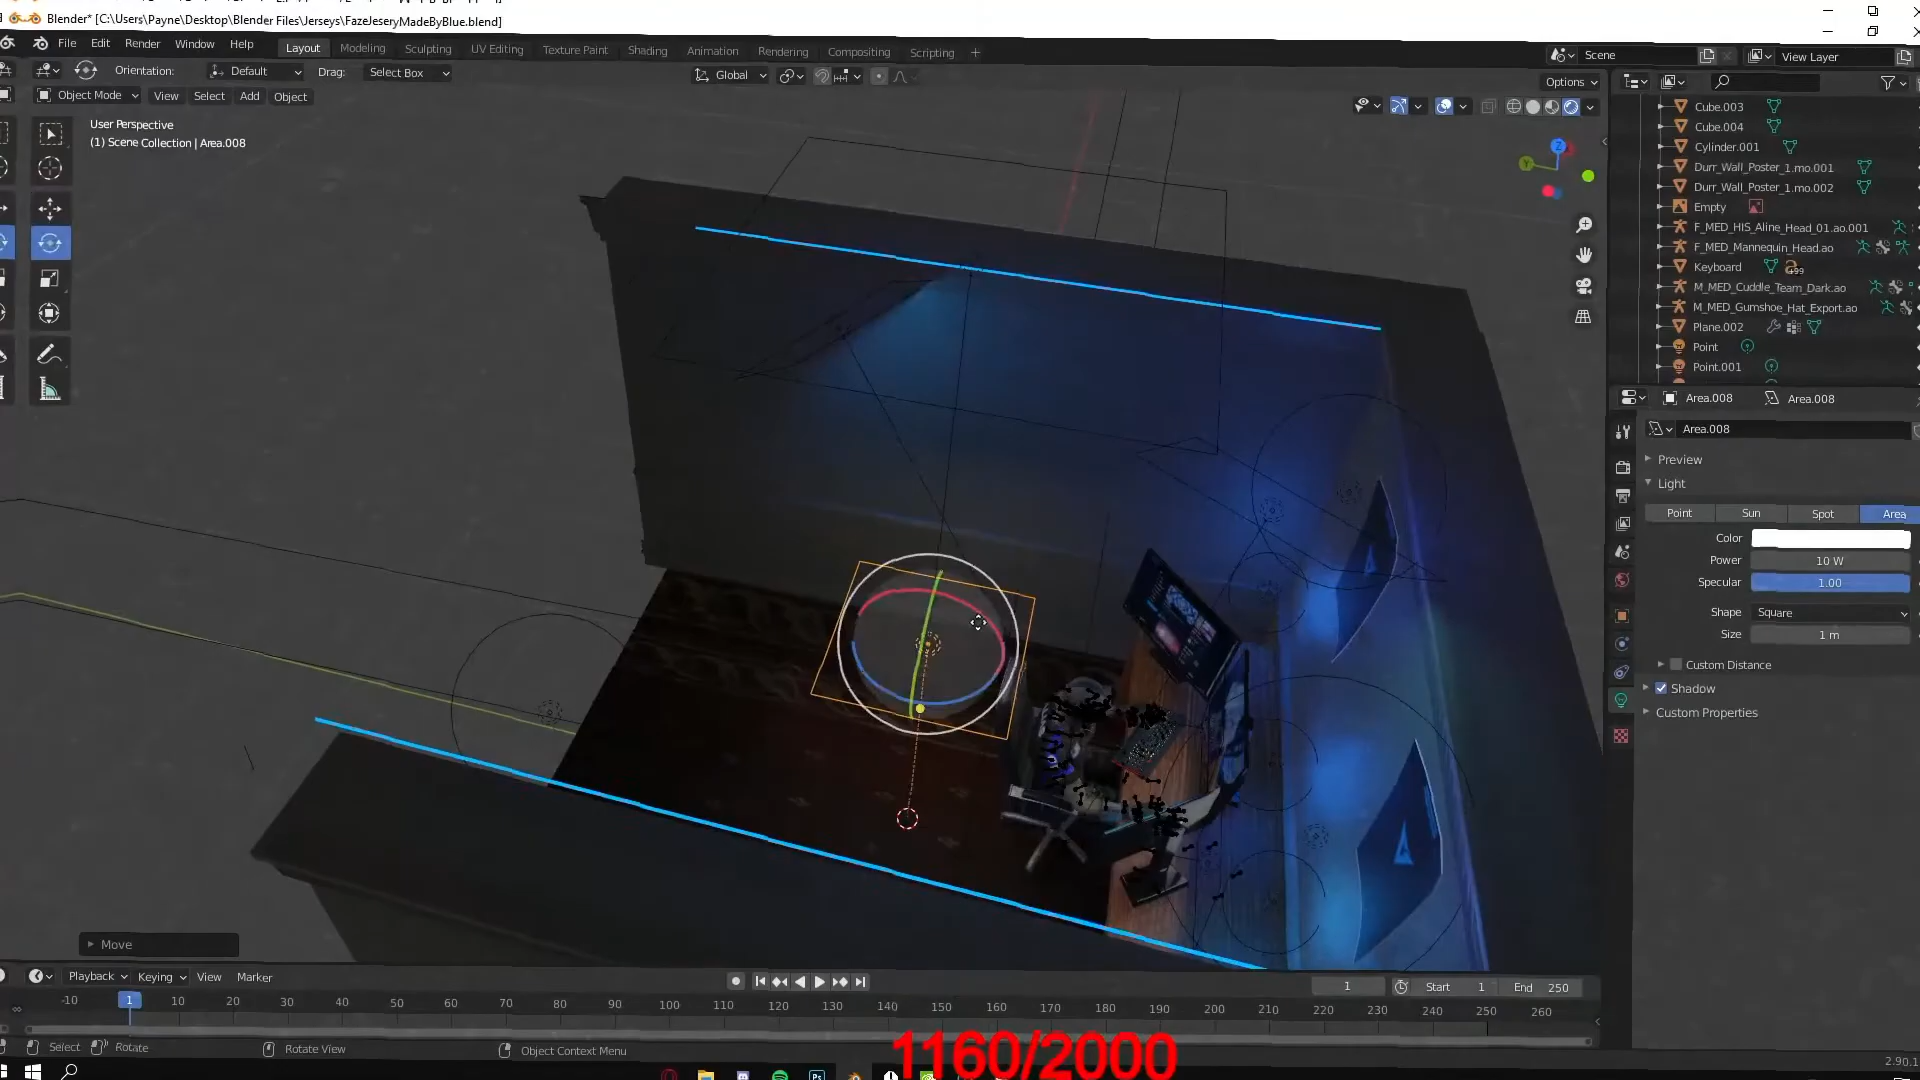 Blender* [C:\Users\Payne\Desktop\Blender Files\Jerseys\FazeJeseryMadeByBlue.blend]
File Edit Render Window Help Layout Modeling Sculpting UV Editing Texture Paint Shading Animation Rendering Compositing Scripting + Scene View Layer
Orientation: Default Drag: Select Box Global Options
Object Mode View Select Add Object
User Perspective
(1) Scene Collection | Area.008
Cube.003
Cube.004
Cylinder.001
Durr_Wall_Poster_1.mo.001
Durr_Wall_Poster_1.mo.002
Empty
F_MED_HIS_Aline_Head_01.ao.001
F_MED_Mannequin_Head.ao
Keyboard
M_MED_Cuddle_Team_Dark.ao
M_MED_Gumshoe_Hat_Export.ao
Plane.002
Point
Point.001
Area.008 Area.008
Area.008
Preview
Light
Point Sun Spot Area
Color
Power 10 W
Specular 1.00
Shape Square
Size 1 m
Custom Distance
Shadow
Custom Properties
Move
Playback Keying View Marker 1 Start 1 End 250
-10 1 10 20 30 40 50 60 70 80 90 100 110 120 130 140 150 160 170 180 190 200 210 220 230 240 250 260
Select Rotate Rotate View Object Context Menu
1160/2000
2.90.1